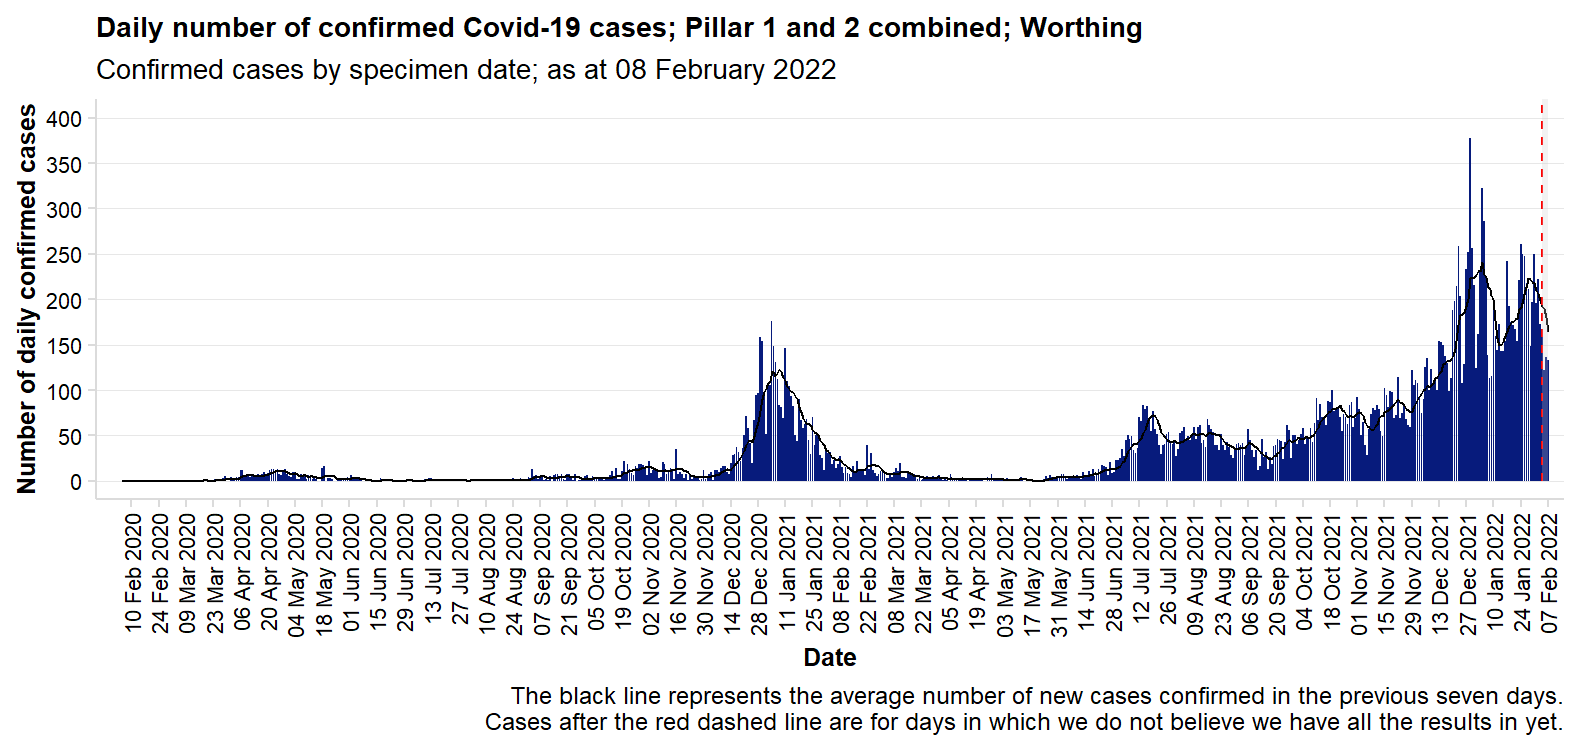 Daily number of confirmed Covid-19 cases; Pillar 1 and 2 combined; Worthing
Confirmed cases by specimen date; as at 08 February 2022
Number of daily confirmed cases
400
350
300
250
200
150
100
50
0
10 Feb 2020
24 Feb 2020
09 Mar 2020
23 Mar 2020
06 Apr 2020
20 Apr 2020
04 May 2020
18 May 2020
01 Jun 2020
15 Jun 2020
29 Jun 2020
13 Jul 2020
27 Jul 2020
10 Aug 2020
24 Aug 2020
07 Sep 2020
21 Sep 2020
05 Oct 2020
19 Oct 2020
02 Nov 2020
16 Nov 2020
30 Nov 2020
14 Dec 2020
28 Dec 2020
11 Jan 2021
25 Jan 2021
08 Feb 2021
22 Feb 2021
08 Mar 2021
22 Mar 2021
05 Apr 2021
19 Apr 2021
03 May 2021
17 May 2021
31 May 2021
14 Jun 2021
28 Jun 2021
12 Jul 2021
26 Jul 2021
09 Aug 2021
23 Aug 2021
06 Sep 2021
20 Sep 2021
04 Oct 2021
18 Oct 2021
01 Nov 2021
15 Nov 2021
29 Nov 2021
13 Dec 2021
27 Dec 2021
10 Jan 2022
24 Jan 2022
07 Feb 2022
Date
The black line represents the average number of new cases confirmed in the previous seven days.
Cases after the red dashed line are for days in which we do not believe we have all the results in yet.